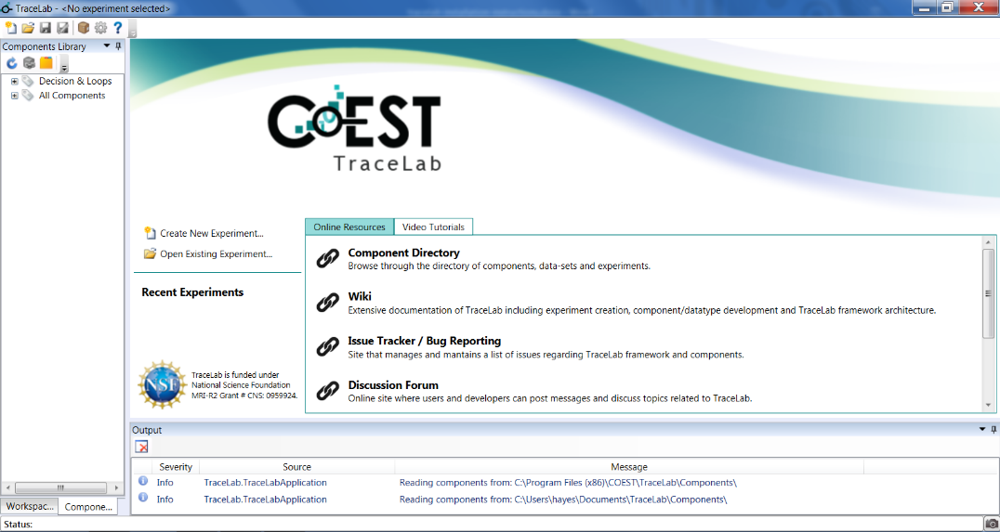 TraceLab - <No experiment selected>
Components Library
Decision & Loops
All Components
CoEST
TraceLab
Create New Experiment...
Open Existing Experiment...
Recent Experiments
NSF
TraceLab is funded under
National Science Foundation
MRI-R2 Grant # CNS: 0959924.
Online Resources
Video Tutorials
Component Directory
Browse through the directory of components, data-sets and experiments.
Wiki
Extensive documentation of TraceLab including experiment creation, component/datatype development and TraceLab framework architecture.
Issue Tracker / Bug Reporting
Site that manages and mantains a list of issues regarding TraceLab framework and components.
Discussion Forum
Online site where users and developers can post messages and discuss topics related to TraceLab.
Output
Severity Source Message
Info TraceLab.TraceLabApplication Reading components from: C:\Program Files (x86)\COEST\TraceLab\Components\
Info TraceLab.TraceLabApplication Reading components from: C:\Users\hayes\Documents\TraceLab\Components\
Workspac...
Compone...
Status: